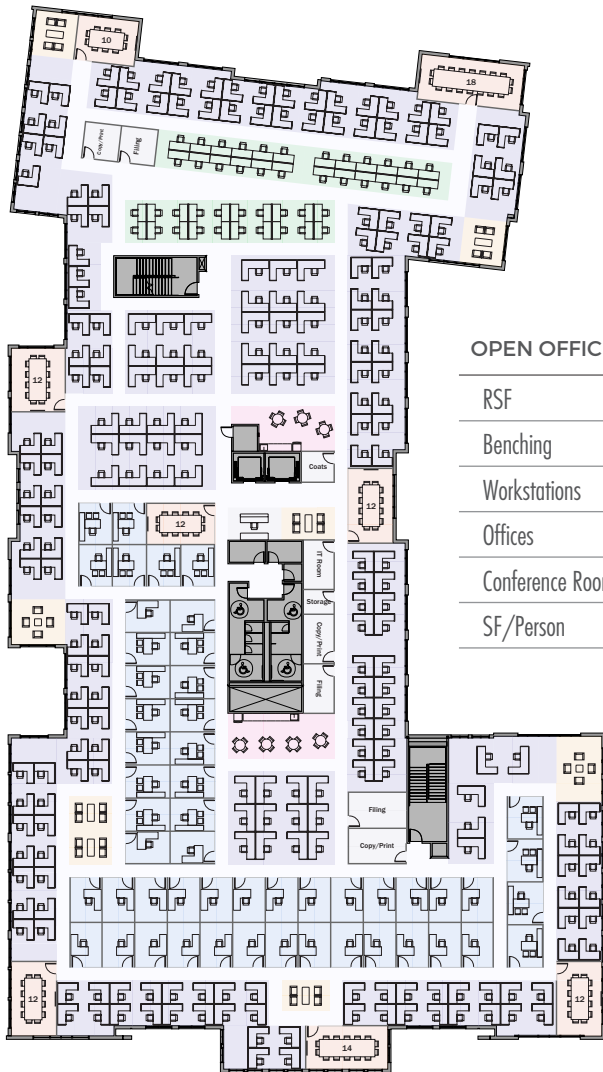 10
18
Copy/Print
Filing
12
OPEN OFFIC
RSF
Benching
Workstations
Offices
Conference Roo
SF/Person
Coats
12
12
IT Room
Storage
Copy/Print
Filing
Filing
Copy/Print
12
12
14